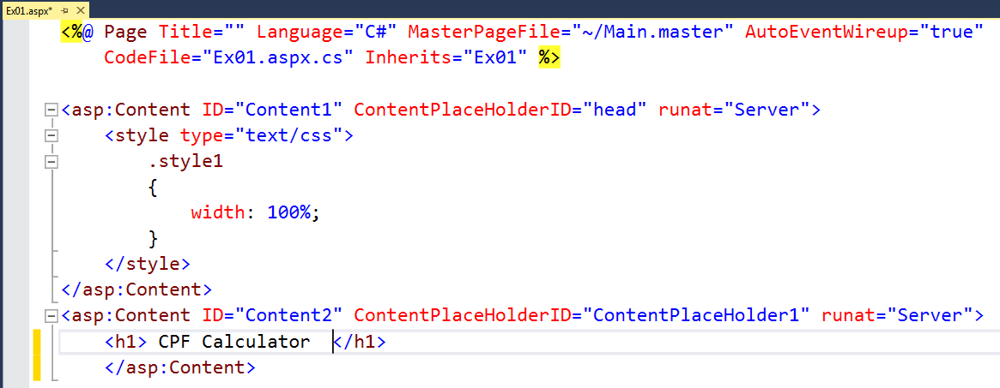 Ex01.aspx*
<%@ Page Title="" Language="C#" MasterPageFile="~/Main.master" AutoEventWireup="true"
    CodeFile="Ex01.aspx.cs" Inherits="Ex01" %>
<asp:Content ID="Content1" ContentPlaceHolderID="head" runat="Server">
    <style type="text/css">
        .style1
        {
            width: 100%;
        }
    </style>
</asp:Content>
<asp:Content ID="Content2" ContentPlaceHolderID="ContentPlaceHolder1" runat="Server">
    <h1> CPF Calculator  </h1>
    </asp:Content>